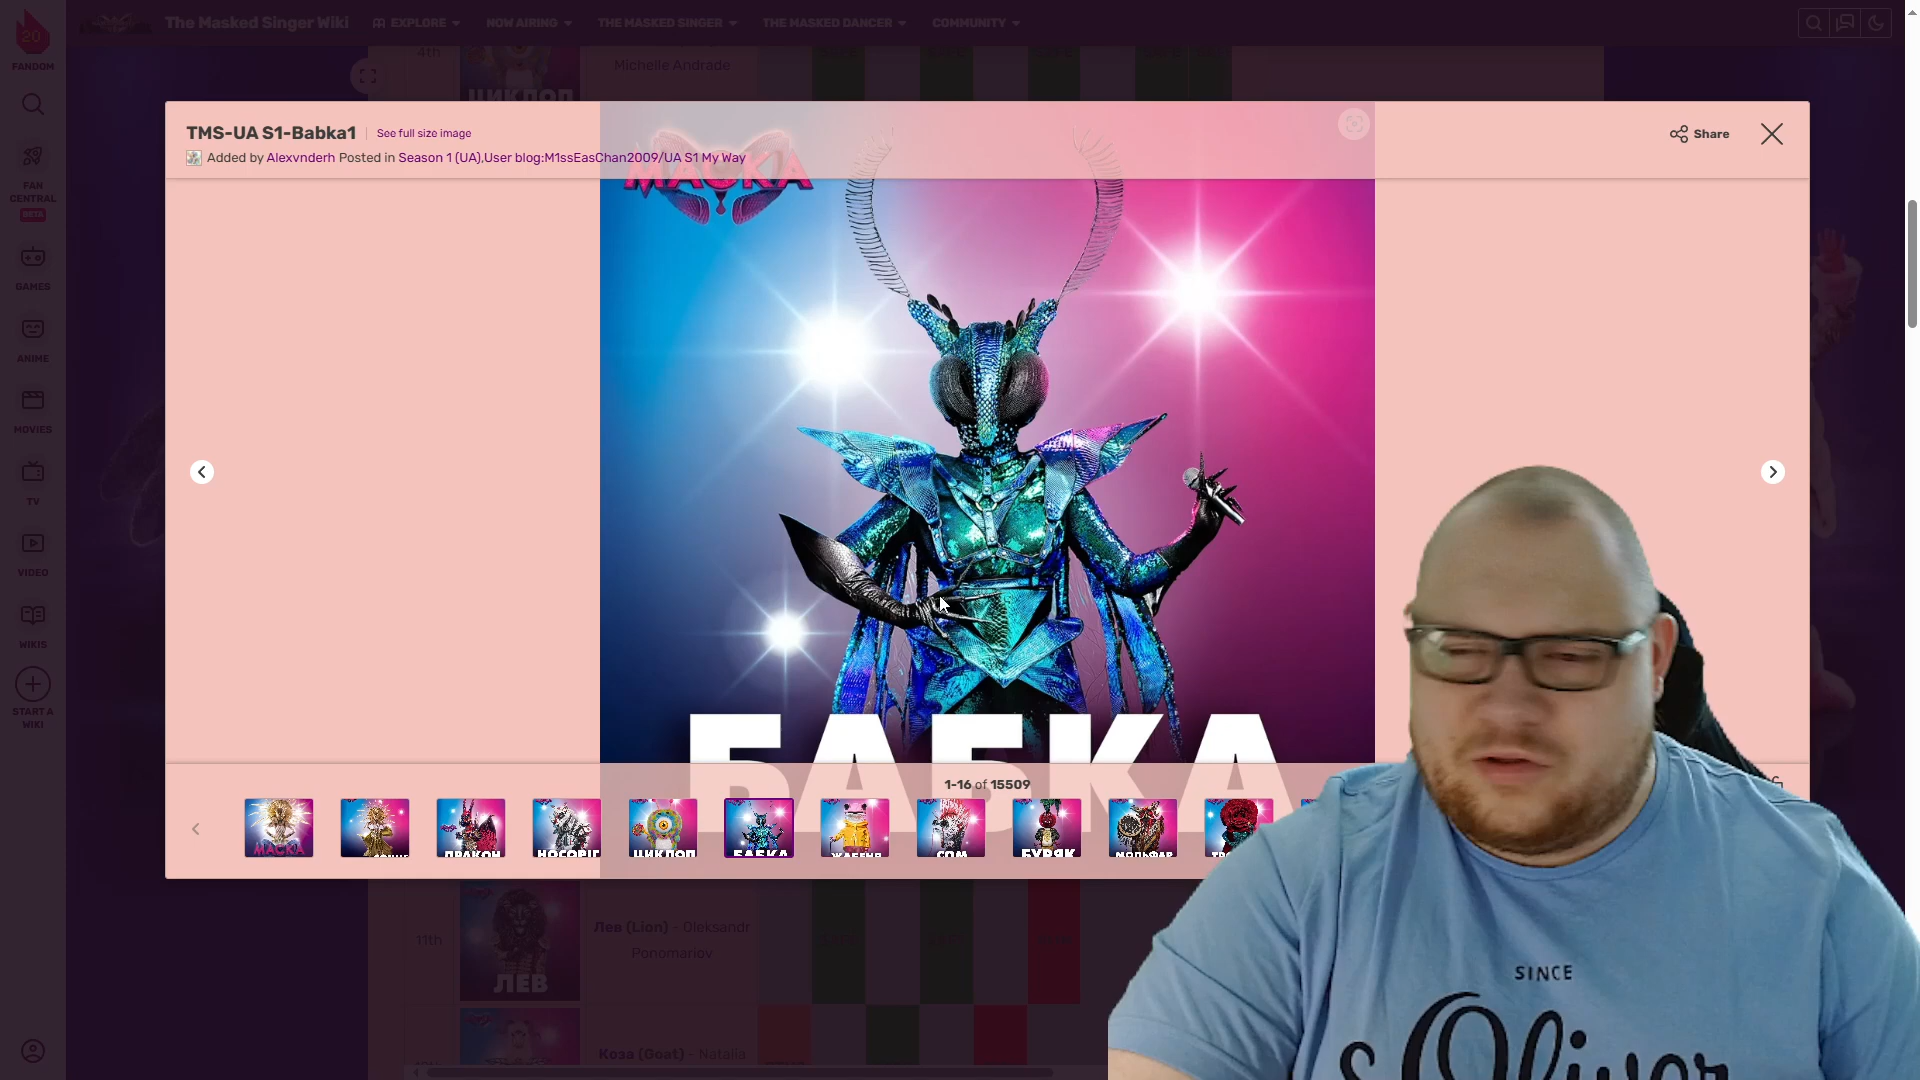 20
The Masked Singer Wiki
EXPLORE
NOW AIRING
THE MASKED SINGER
THE MASKED DANCER
COMMUNITY
FANDOM
FAN
CENTRAL
BETA
GAMES
ANIME
MOVIES
TV
VIDEO
WIKIS
START A
WIKI
4th
Michelle Andrade
ЦИКЛОП
TMS-UA S1-Babka1
See full size image
Share
Added by Alexvnderh Posted in Season 1 (UA),User blog:M1ssEasChan2009/UA S1 My Way
МАСКА
БАБКА
1-16 of 15509
МАСКА
ДРАКОН
НОСОРІГ
ЦИКЛОП
БАБКА
ЖАБЕНЯ
СОМ
БУРЯК
МОЛЬФАР
11th
Лев (Lion) - Oleksandr
Ponomariov
ЛЕВ
Коза (Goat) - Natalia
SINCE
s.Oliver